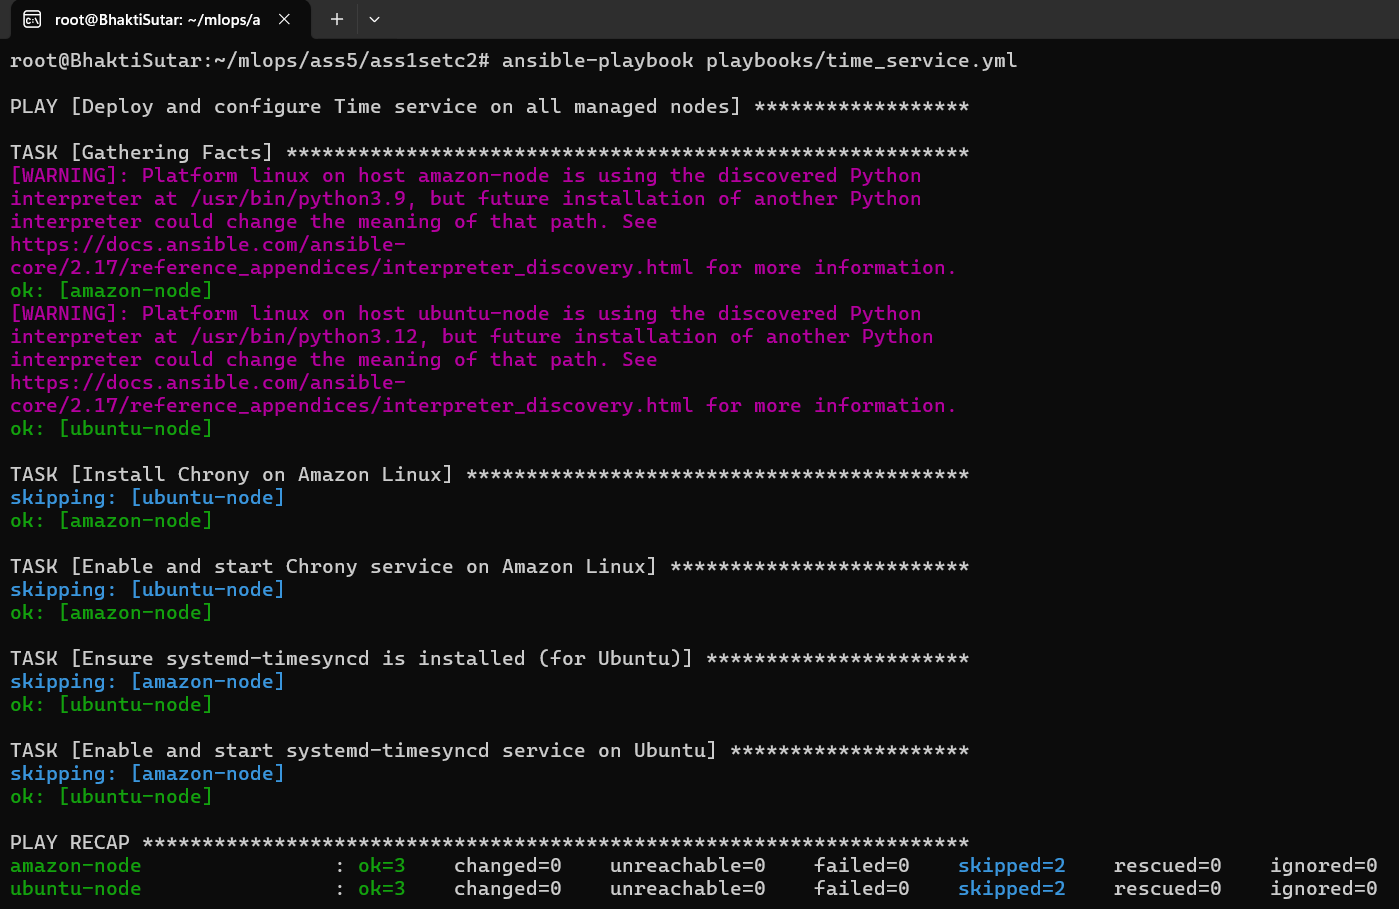 root@BhaktiSutar: ~/mlops/a
root@BhaktiSutar:~/mlops/ass5/ass1setc2# ansible-playbook playbooks/time_service.yml
PLAY [Deploy and configure Time service on all managed nodes] ******************
TASK [Gathering Facts] *********************************************************
[WARNING]: Platform linux on host amazon-node is using the discovered Python
interpreter at /usr/bin/python3.9, but future installation of another Python
interpreter could change the meaning of that path. See
https://docs.ansible.com/ansible-
core/2.17/reference_appendices/interpreter_discovery.html for more information.
ok: [amazon-node]
[WARNING]: Platform linux on host ubuntu-node is using the discovered Python
interpreter at /usr/bin/python3.12, but future installation of another Python
interpreter could change the meaning of that path. See
https://docs.ansible.com/ansible-
core/2.17/reference_appendices/interpreter_discovery.html for more information.
ok: [ubuntu-node]
TASK [Install Chrony on Amazon Linux] ******************************************
skipping: [ubuntu-node]
ok: [amazon-node]
TASK [Enable and start Chrony service on Amazon Linux] *************************
skipping: [ubuntu-node]
ok: [amazon-node]
TASK [Ensure systemd-timesyncd is installed (for Ubuntu)] **********************
skipping: [amazon-node]
ok: [ubuntu-node]
TASK [Enable and start systemd-timesyncd service on Ubuntu] ********************
skipping: [amazon-node]
ok: [ubuntu-node]
PLAY RECAP *********************************************************************
amazon-node                : ok=3    changed=0    unreachable=0    failed=0    skipped=2    rescued=0    ignored=0
ubuntu-node                : ok=3    changed=0    unreachable=0    failed=0    skipped=2    rescued=0    ignored=0